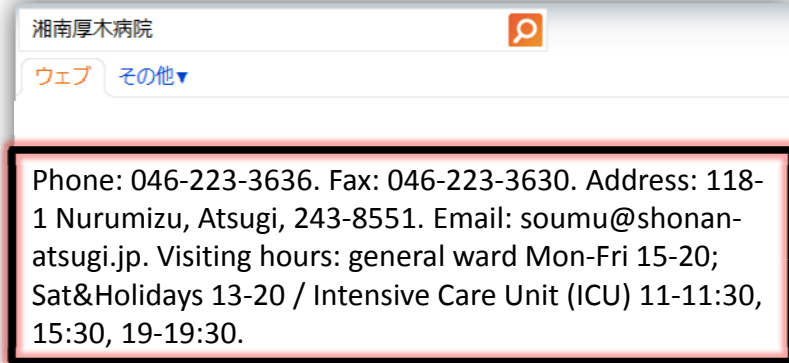 湘南厚木病院
ウェブ その他▼
Phone: 046-223-3636. Fax: 046-223-3630. Address: 118-
1 Nurumizu, Atsugi, 243-8551. Email: soumu@shonan-
atsugi.jp. Visiting hours: general ward Mon-Fri 15-20;
Sat&Holidays 13-20 / Intensive Care Unit (ICU) 11-11:30,
15:30, 19-19:30.